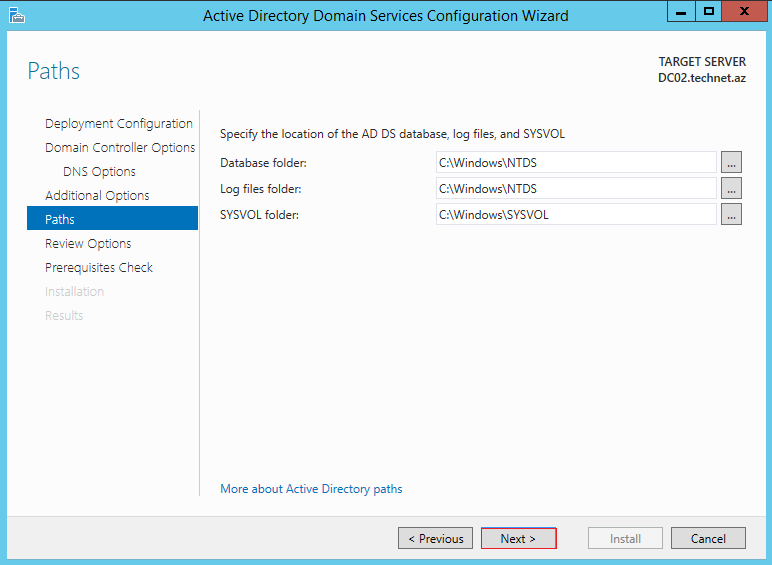 Active Directory Domain Services Configuration Wizard
Paths
TARGET SERVER
DC02.technet.az
Deployment Configuration
Domain Controller Options
DNS Options
Additional Options
Paths
Review Options
Prerequisites Check
Installation
Results
Specify the location of the AD DS database, log files, and SYSVOL
Database folder: C:\Windows\NTDS ...
Log files folder: C:\Windows\NTDS ...
SYSVOL folder: C:\Windows\SYSVOL ...
More about Active Directory paths
< Previous Next > Install Cancel